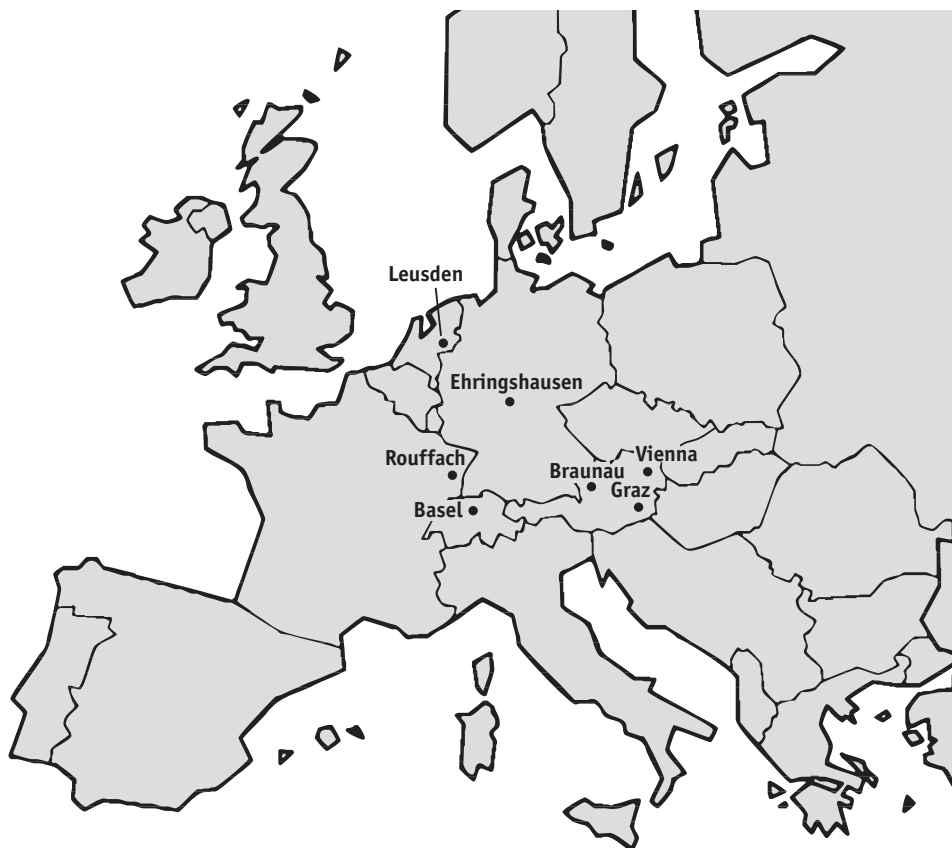 Leusden
Ehringshausen
Rouffach
Vienna
Braunau
Graz
Basel